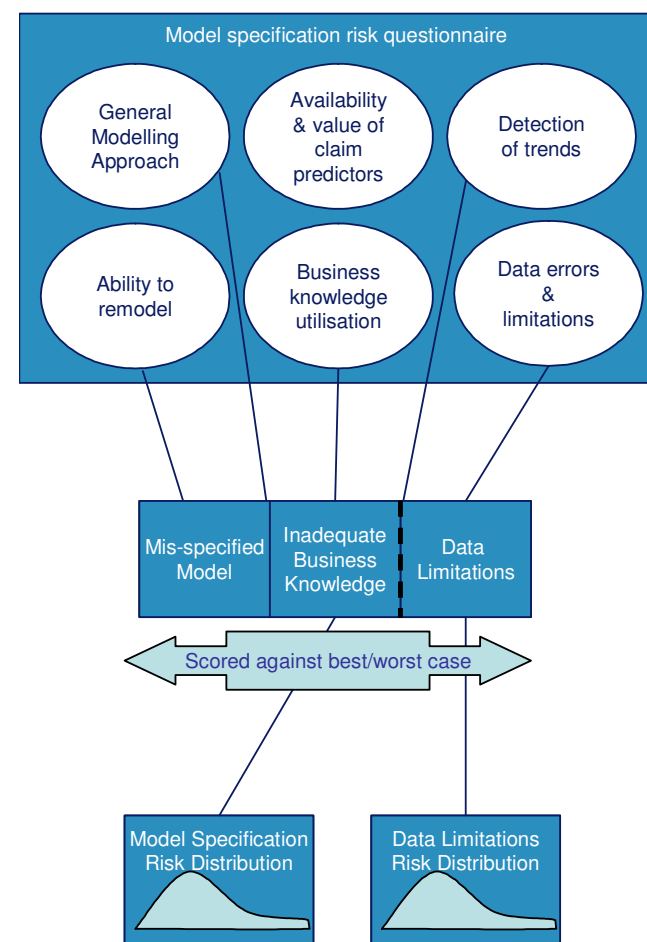 Model specification risk questionnaire
General
Modelling
Approach
Availability
& value of
claim
predictors
Detection
of trends
Ability to
remodel
Business
knowledge
utilisation
Data errors
&
limitations
Mis-specified
Model
Inadequate
Business
Knowledge
Data
Limitations
Scored against best/worst case
Model Specification
Risk Distribution
Data Limitations
Risk Distribution